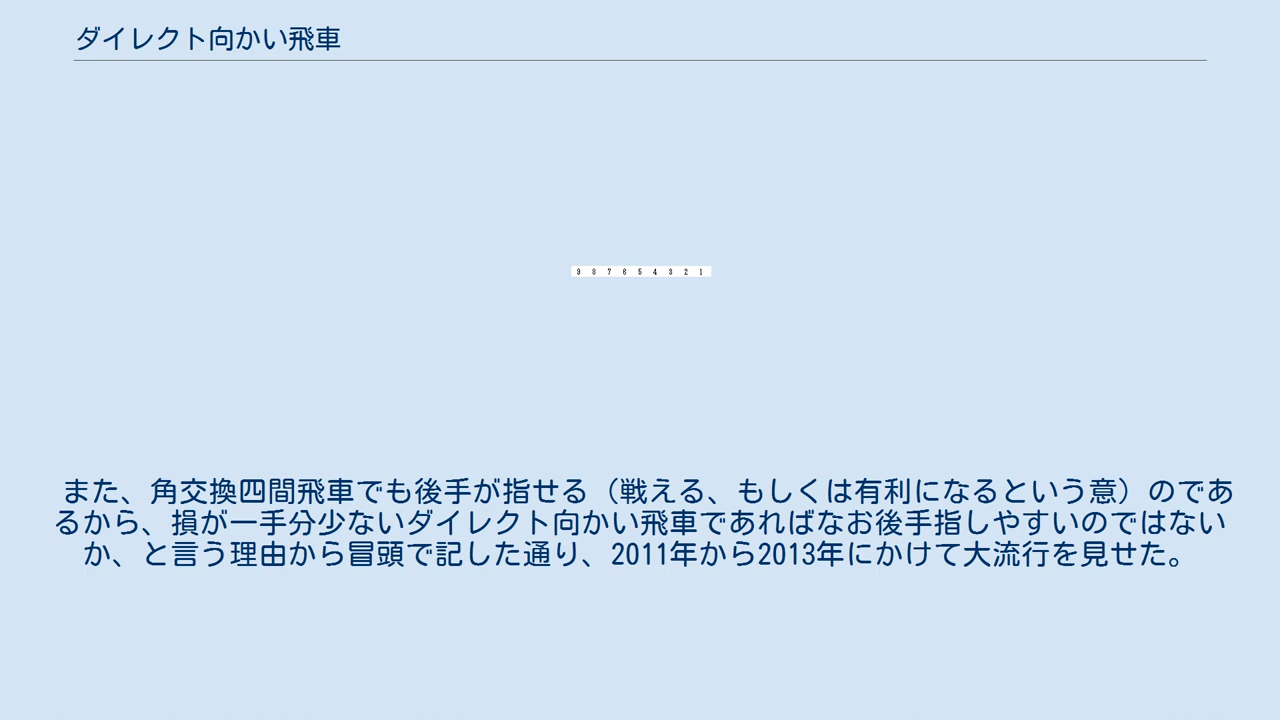 ダイレクト向かい飛車
9 8 7 6 5 4 3 2 1
また、角交換四間飛車でも後手が指せる（戦える、もしくは有利になるという意）のであ
るから、損が一手分少ないダイレクト向かい飛車であればなお後手指しやすいのではない
か、と言う理由から冒頭で記した通り、2011年から2013年にかけて大流行を見せた。